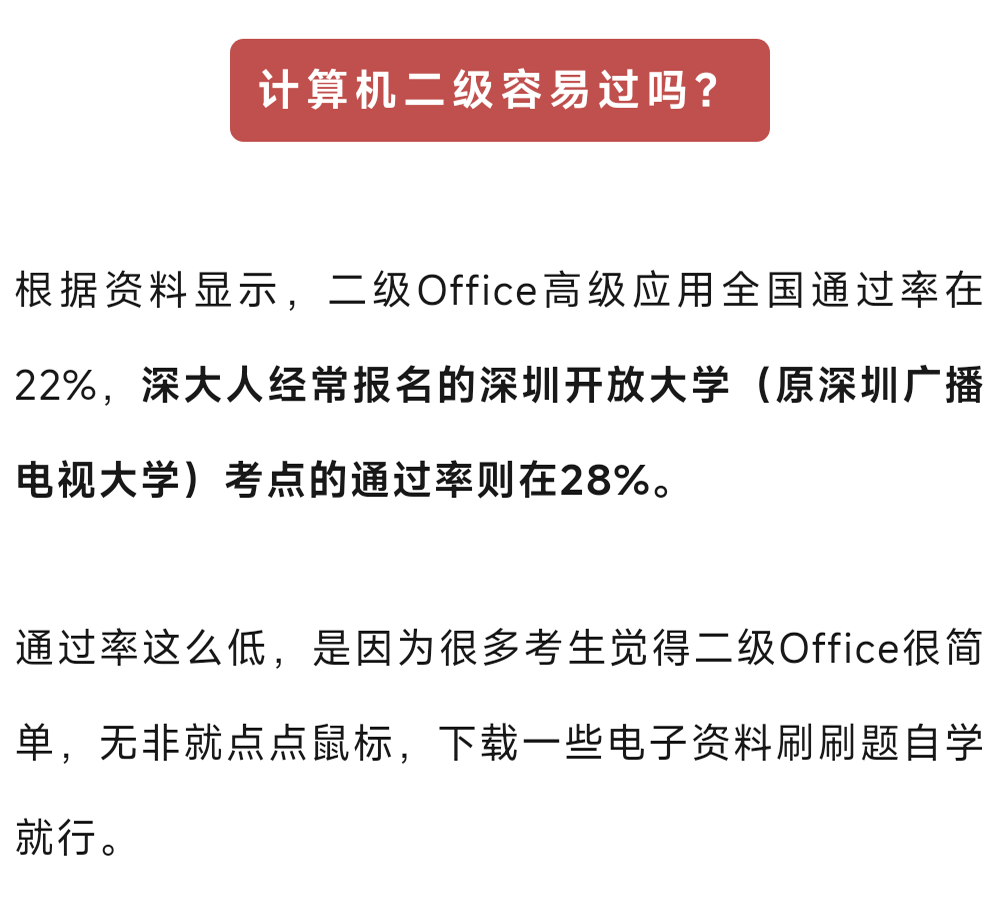 计算机二级容易过吗？
根据资料显示，二级Office高级应用全国通过率在
22%，深大人经常报名的深圳开放大学（原深圳广播
电视大学）考点的通过率则在28%。
通过率这么低，是因为很多考生觉得二级Office很简
单，无非就点点鼠标，下载一些电子资料刷刷题自学
就行。